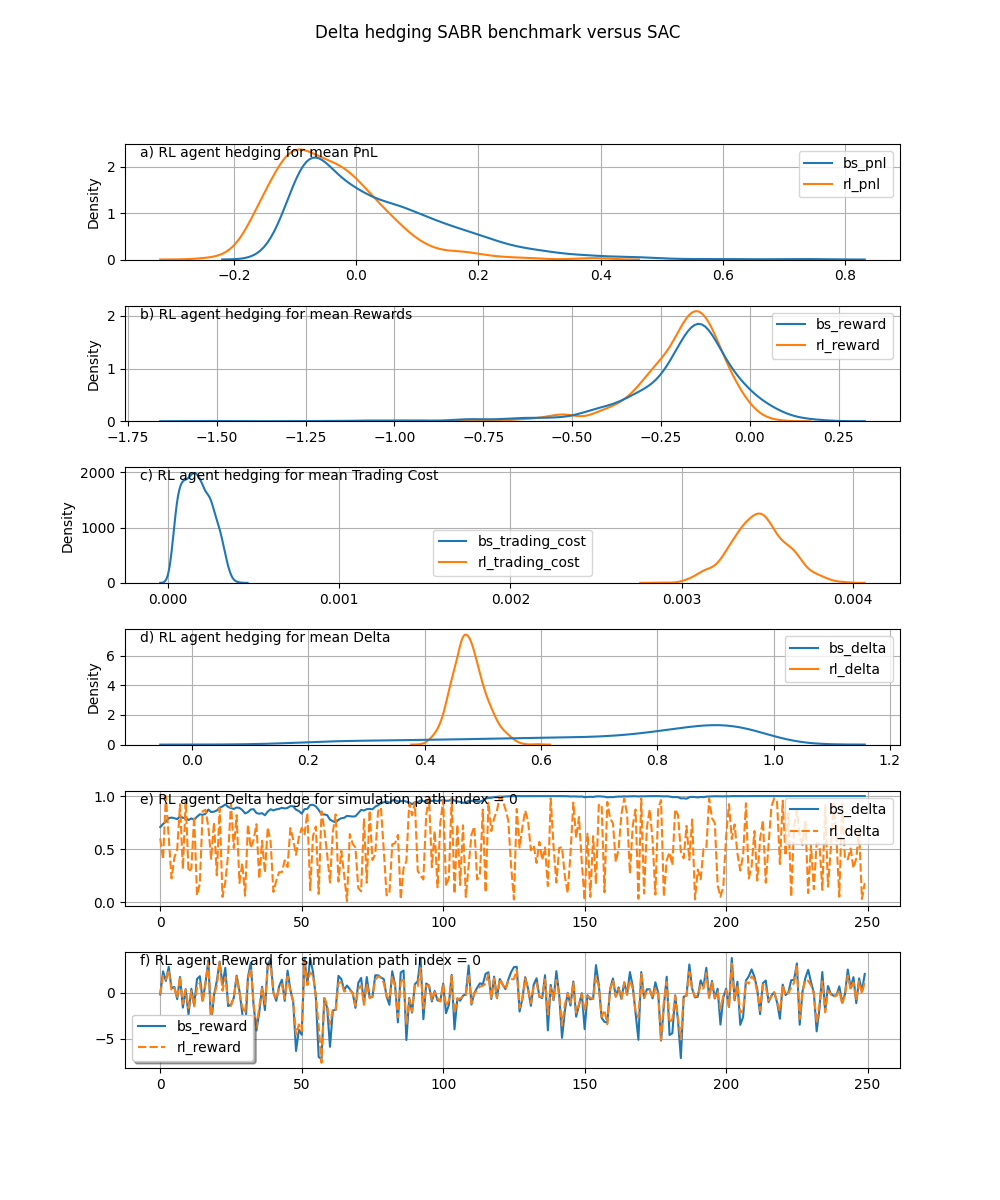 Delta hedging SABR benchmark versus SAC
a) RL agent hedging for mean PnL
bs_pnl
rl_pnl
Density
2
1
0
−0.2 0.0 0.2 0.4 0.6 0.8
b) RL agent hedging for mean Rewards
bs_reward
rl_reward
Density
2
1
0
−1.75 −1.50 −1.25 −1.00 −0.75 −0.50 −0.25 0.00 0.25
c) RL agent hedging for mean Trading Cost
bs_trading_cost
rl_trading_cost
Density
2000
1000
0
0.000 0.001 0.002 0.003 0.004
d) RL agent hedging for mean Delta
bs_delta
rl_delta
Density
6
4
2
0
0.0 0.2 0.4 0.6 0.8 1.0 1.2
e) RL agent Delta hedge for simulation path index = 0
bs_delta
rl_delta
1.0
0.5
0.0
0 50 100 150 200 250
f) RL agent Reward for simulation path index = 0
0
−5
bs_reward
rl_reward
0 50 100 150 200 250